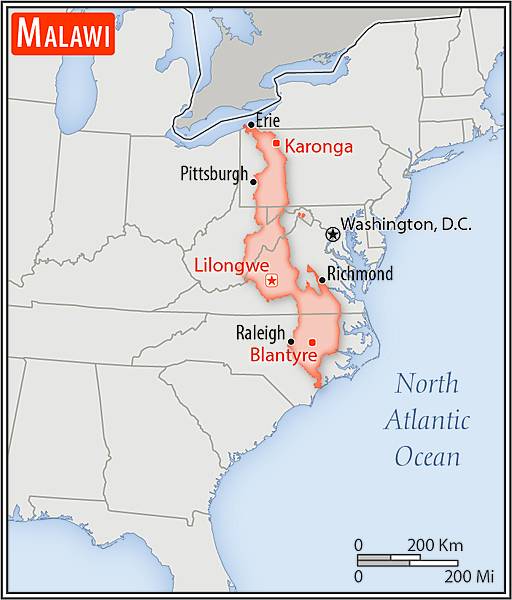 MALAWI
Erie
Karonga
Pittsburgh
Washington, D.C.
Lilongwe
Richmond
Raleigh
Blantyre
North
Atlantic
Ocean
0 200 Km
0 200 Mi